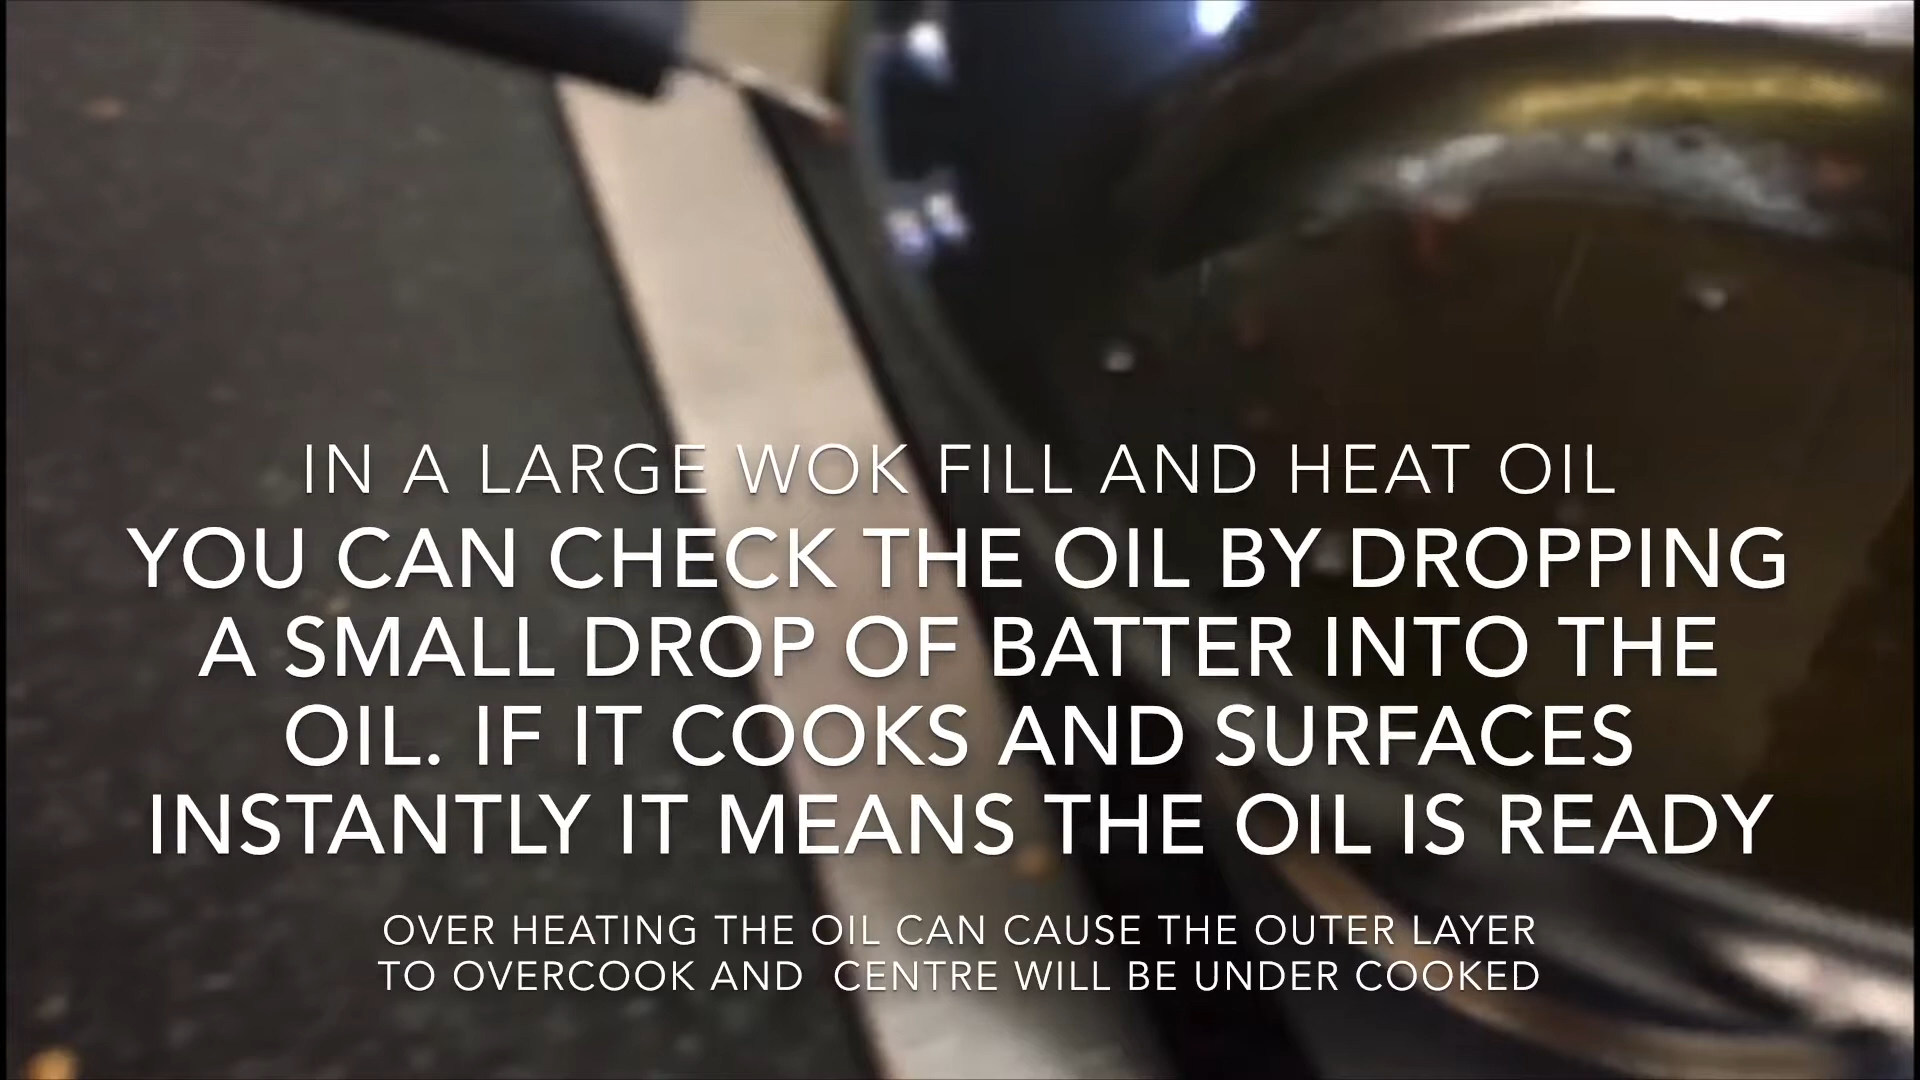 IN A LARGE WOK FILL AND HEAT OIL
YOU CAN CHECK THE OIL BY DROPPING
A SMALL DROP OF BATTER INTO THE
OIL. IF IT COOKS AND SURFACES
INSTANTLY IT MEANS THE OIL IS READY
OVER HEATING THE OIL CAN CAUSE THE OUTER LAYER
TO OVERCOOK AND CENTRE WILL BE UNDER COOKED